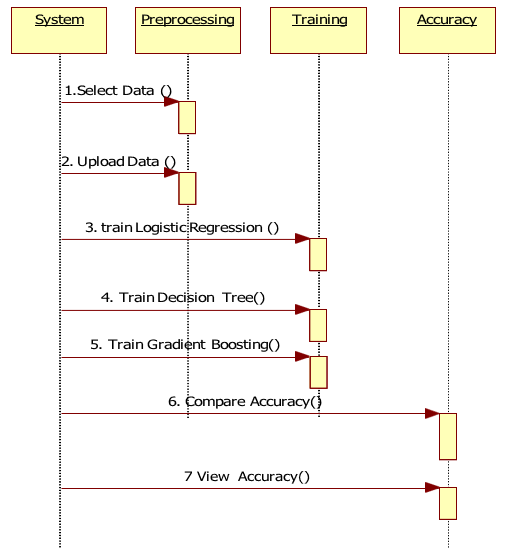 System
Preprocessing
Training
Accuracy
1.Select Data ()
2. Upload Data ()
3. train Logistic Regression ()
4. Train Decision Tree()
5. Train Gradient Boosting()
6. Compare Accuracy()
7 View Accuracy()